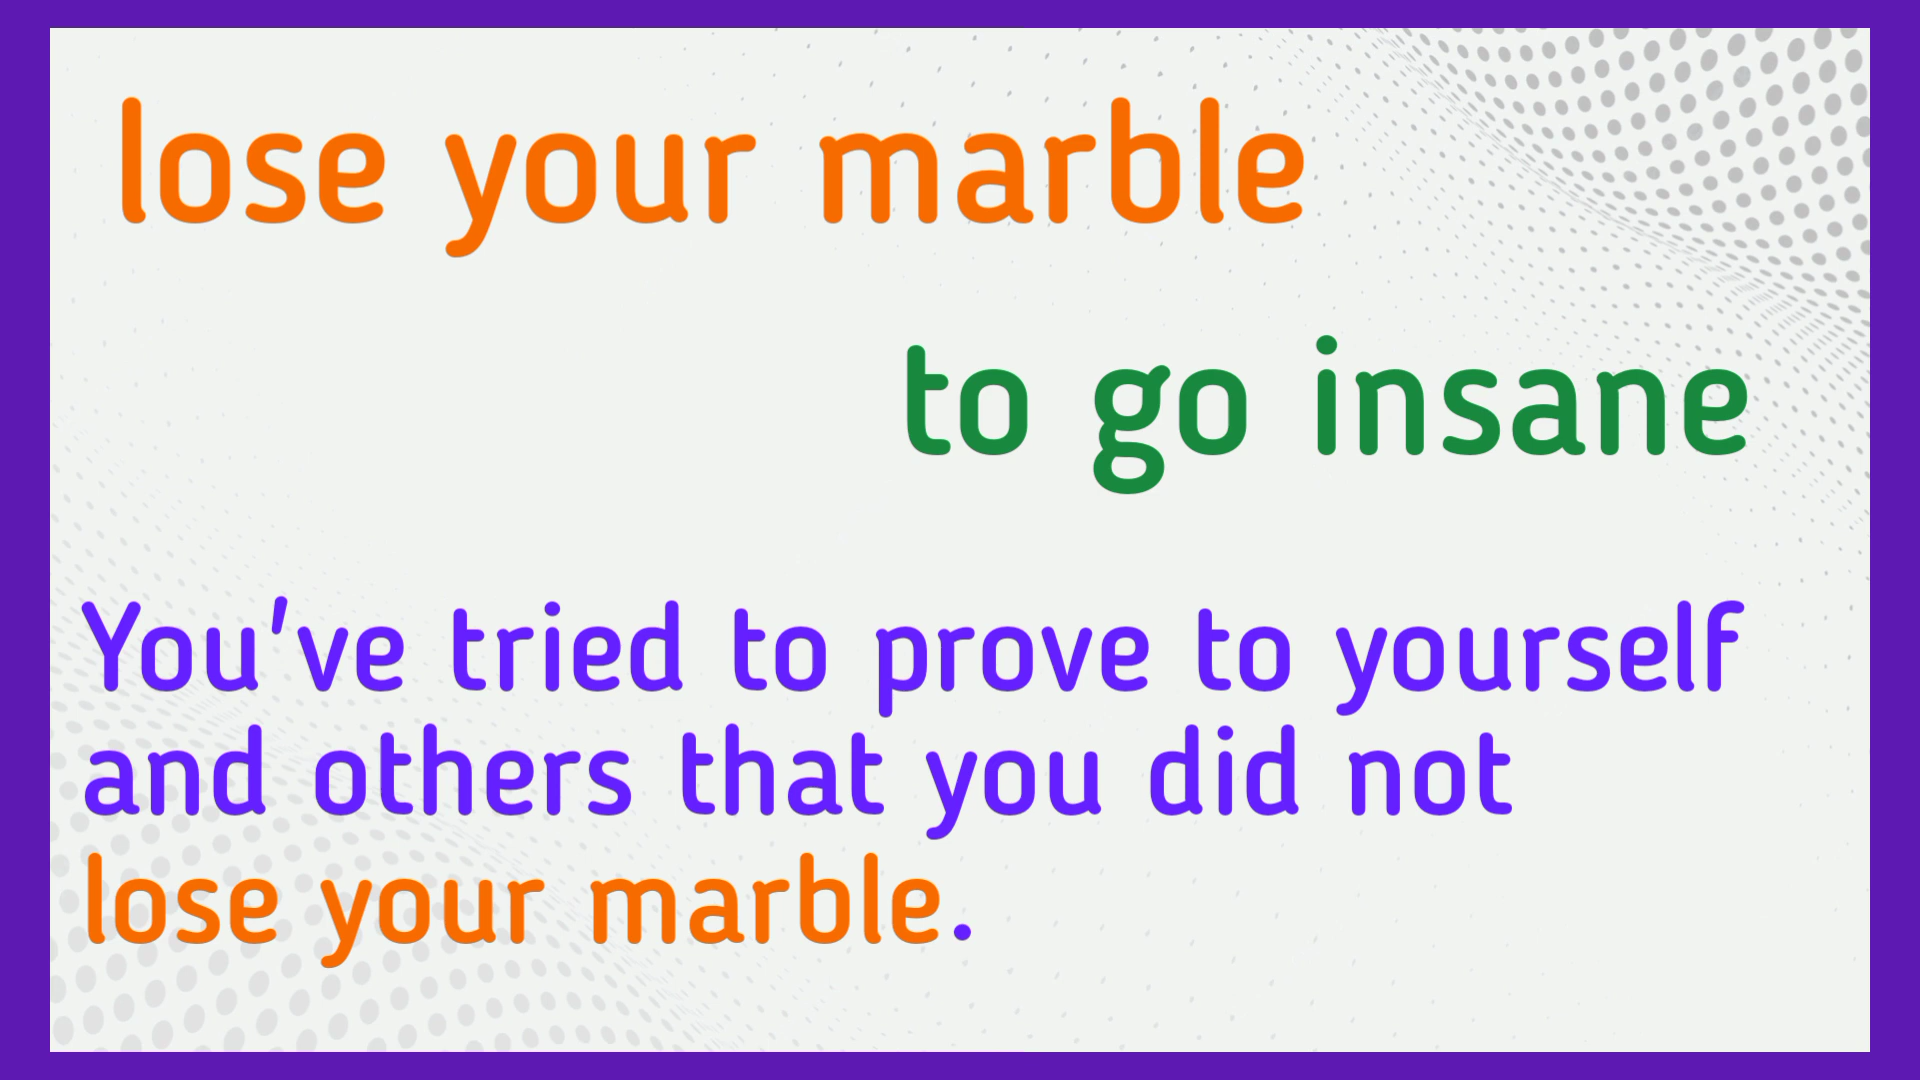 lose your marble
to go insane
You've tried to prove to yourself
and others that you did not
lose your marble.